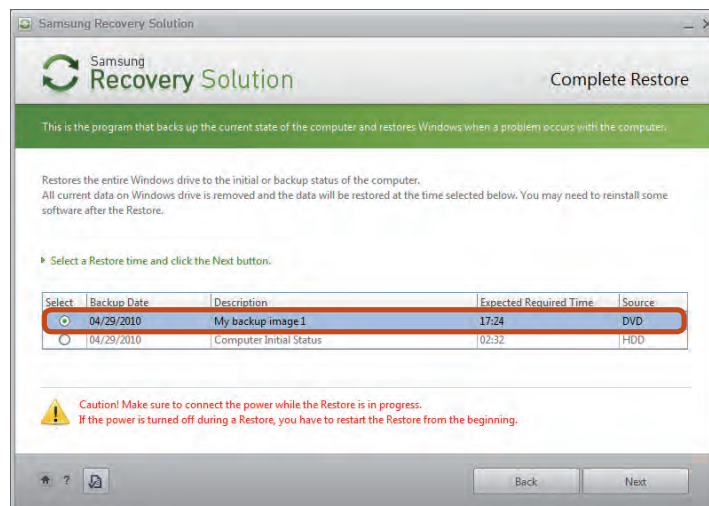 Samsung Recovery Solution
Samsung
Recovery Solution
Complete Restore
This is the program that backs up the current state of the computer and restores Windows when a problem occurs with the computer.
Restores the entire Windows drive to the initial or backup status of the computer.
All current data on Windows drive is removed and the data will be restored at the time selected below. You may need to reinstall some
software after the Restore.
Select a Restore time and click the Next button.
Select Backup Date Description Expected Required Time Source
04/29/2010 My backup image 1 17:24 DVD
04/29/2010 Computer Initial Status 02:32 HDD
Caution! Make sure to connect the power while the Restore is in progress.
If the power is turned off during a Restore, you have to restart the Restore from the beginning.
? Back Next